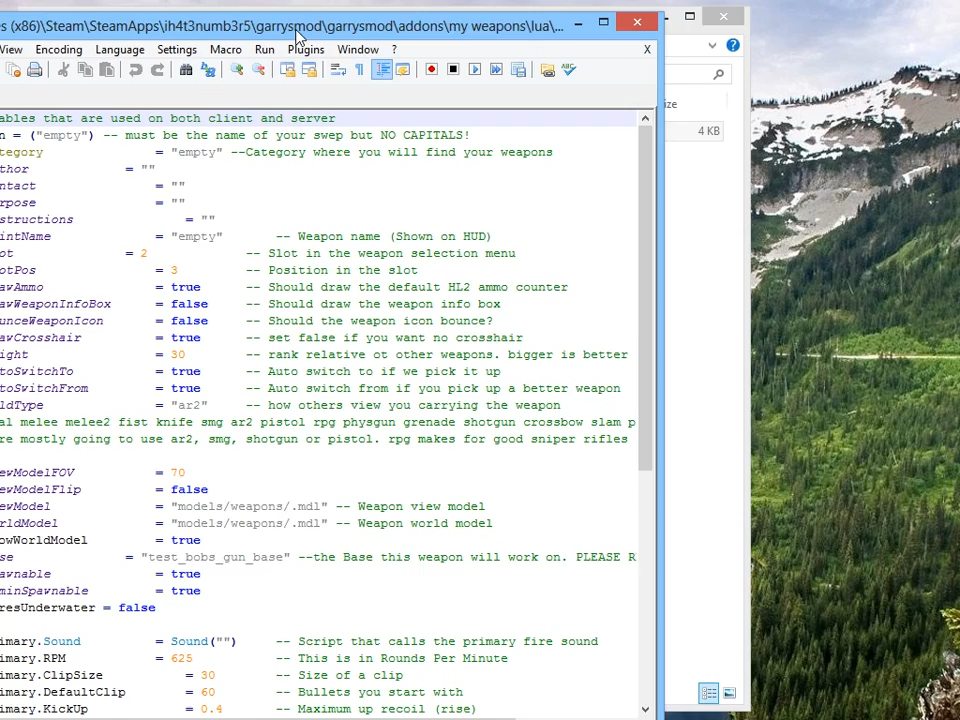 s (x86)\Steam\SteamApps\ih4t3numb3r5\garrysmod\garrysmod\addons\my weapons\lua\...
View Encoding Language Settings Macro Run Plugins Window ? X
ize
4 KB
ables that are used on both client and server
n = ("empty") -- must be the name of your swep but NO CAPITALS!
tegory = "empty" --Category where you will find your weapons
thor = ""
ntact = ""
rpose = ""
structions = ""
intName = "empty" -- Weapon name (Shown on HUD)
ot = 2 -- Slot in the weapon selection menu
otPos = 3 -- Position in the slot
awAmmo = true -- Should draw the default HL2 ammo counter
awWeaponInfoBox = false -- Should draw the weapon info box
unceWeaponIcon = false -- Should the weapon icon bounce?
awCrosshair = true -- set false if you want no crosshair
ight = 30 -- rank relative ot other weapons. bigger is better
toSwitchTo = true -- Auto switch to if we pick it up
toSwitchFrom = true -- Auto switch from if you pick up a better weapon
ldType = "ar2" -- how others view you carrying the weapon
al melee melee2 fist knife smg ar2 pistol rpg physgun grenade shotgun crossbow slam p
re mostly going to use ar2, smg, shotgun or pistol. rpg makes for good sniper rifles
ewModelFOV = 70
ewModelFlip = false
ewModel = "models/weapons/.mdl" -- Weapon view model
rldModel = "models/weapons/.mdl" -- Weapon world model
owWorldModel = true
se = "test_bobs_gun_base" --the Base this weapon will work on. PLEASE R
awnable = true
minSpawnable = true
resUnderwater = false
imary.Sound = Sound("") -- Script that calls the primary fire sound
imary.RPM = 625 -- This is in Rounds Per Minute
imary.ClipSize = 30 -- Size of a clip
imary.DefaultClip = 60 -- Bullets you start with
imary.KickUp = 0.4 -- Maximum up recoil (rise)